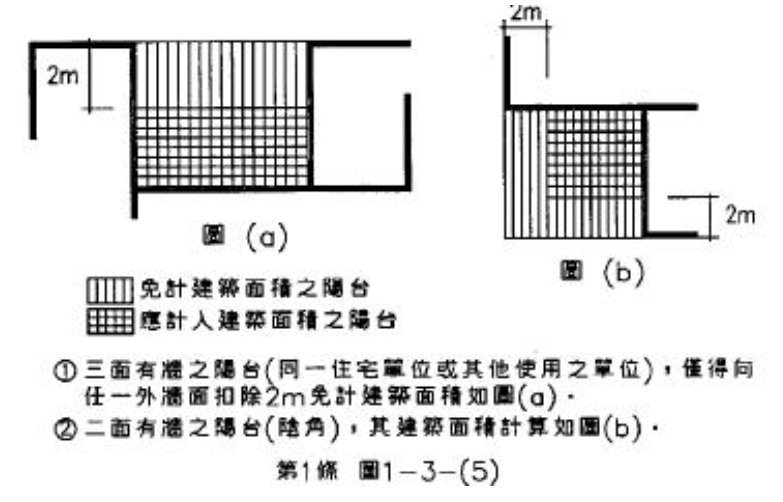 2m
2m
2m
圖 (a)
圖 (b)
免計建築面積之陽台
應計人建築面積之陽台
①三面有牆之陽台(同一住宅單位或其他使用之單位)，僅得向
任一外牆面扣除2m免計建築面積如圖(a)．
②二面有牆之陽台(陰角)，其建築面積計算如圖(b)．
第1條 圖1-3-(5)